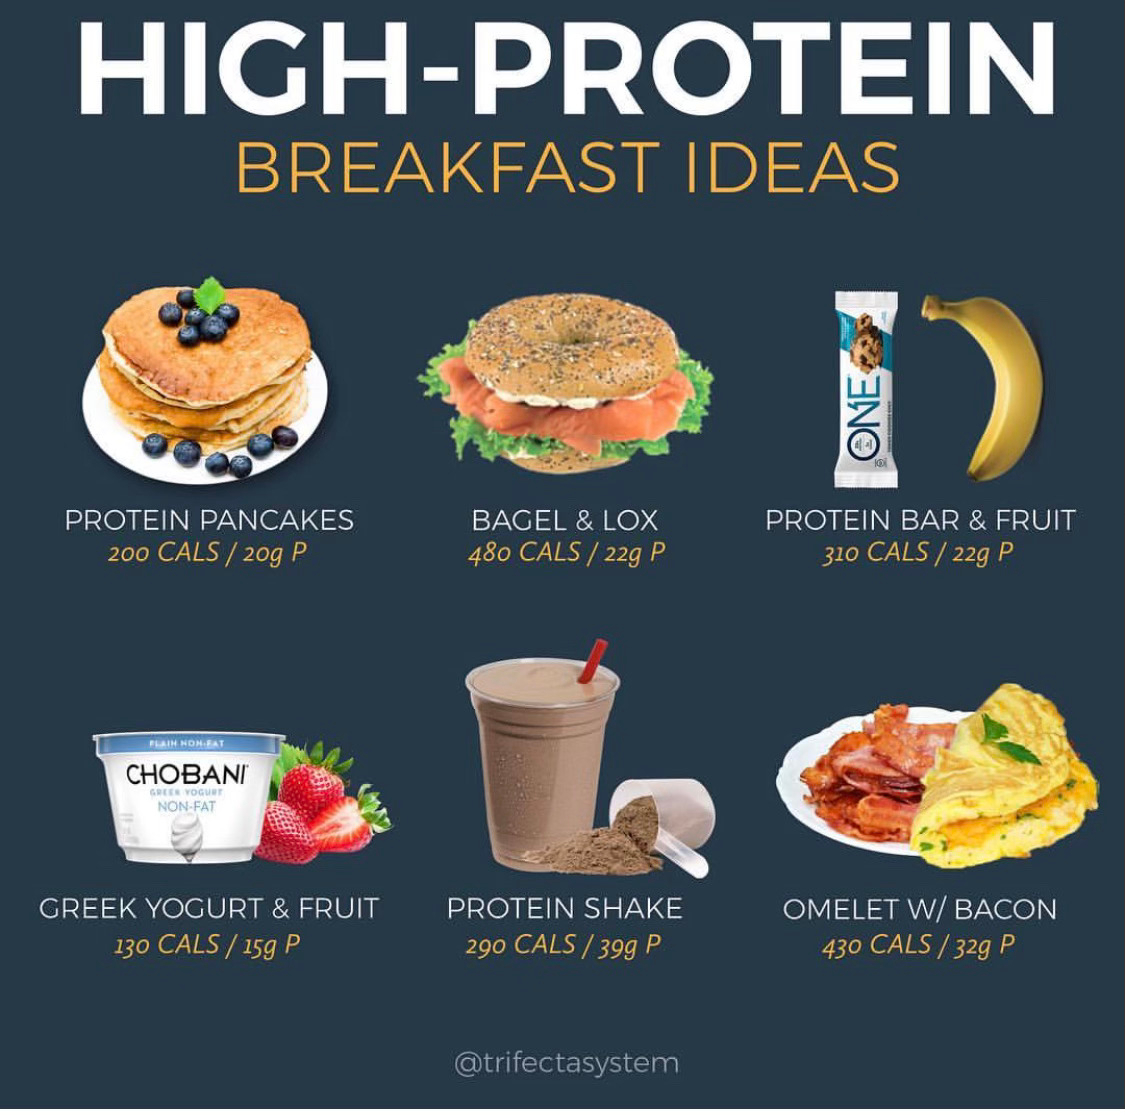 HIGH-PROTEIN
BREAKFAST IDEAS
ONE
PROTEIN PANCAKES
200 CALS / 20g P
BAGEL & LOX
480 CALS / 22g P
PROTEIN BAR & FRUIT
310 CALS / 22g P
PLAIN NON-FAT
CHOBANI
GREEK YOGURT
NON-FAT
GREEK YOGURT & FRUIT
130 CALS / 15g P
PROTEIN SHAKE
290 CALS / 39g P
OMELET W/ BACON
430 CALS / 32g P
@trifectasystem